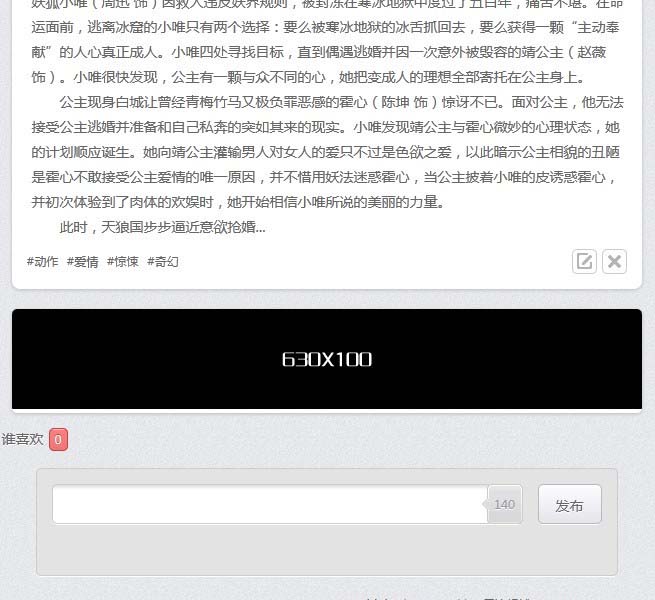 妖狐小唯（周迅 饰）因救人违反妖界规则，被封冻在寒冰地狱中度过了五百年，痛苦不堪。在命
运面前，逃离冰窟的小唯只有两个选择：要么被寒冰地狱的冰舌抓回去，要么获得一颗“主动奉
献”的人心真正成人。小唯四处寻找目标，直到偶遇逃婚并因一次意外被毁容的靖公主（赵薇
饰）。小唯很快发现，公主有一颗与众不同的心，她把变成人的理想全部寄托在公主身上。
公主现身白城让曾经青梅竹马又极负罪恶感的霍心（陈坤 饰）惊讶不已。面对公主，他无法
接受公主逃婚并准备和自己私奔的突如其来的现实。小唯发现靖公主与霍心微妙的心理状态，她
的计划顺应诞生。她向靖公主灌输男人对女人的爱只不过是色欲之爱，以此暗示公主相貌的丑陋
是霍心不敢接受公主爱情的唯一原因，并不惜用妖法迷惑霍心，当公主披着小唯的皮诱惑霍心，
并初次体验到了肉体的欢娱时，她开始相信小唯所说的美丽的力量。
此时，天狼国步步逼近意欲抢婚...
#动作 #爱情 #惊悚 #奇幻
630X100
谁喜欢 0
140 发布